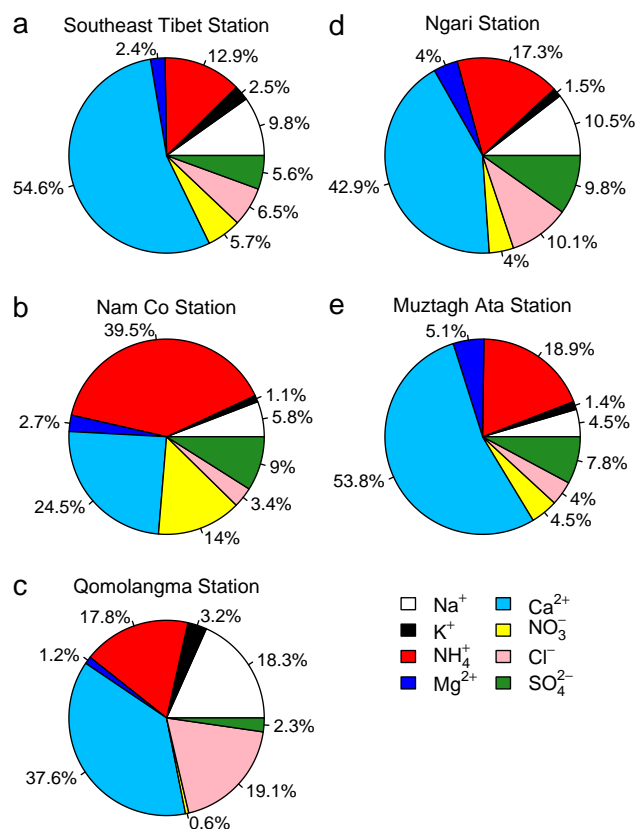 a
Southeast Tibet Station
2.4%
12.9%
2.5%
9.8%
54.6%
5.6%
6.5%
5.7%
d
Ngari Station
4%
17.3%
1.5%
10.5%
42.9%
9.8%
10.1%
4%
b
Nam Co Station
39.5%
1.1%
5.8%
2.7%
9%
3.4%
24.5%
14%
e
Muztagh Ata Station
5.1%
18.9%
1.4%
4.5%
53.8%
7.8%
4%
4.5%
c
Qomolangma Station
17.8%
3.2%
1.2%
18.3%
2.3%
37.6%
19.1%
0.6%
Na⁺
K⁺
NH₄⁺
Mg²⁺
Ca²⁺
NO₃⁻
Cl⁻
SO₄²⁻